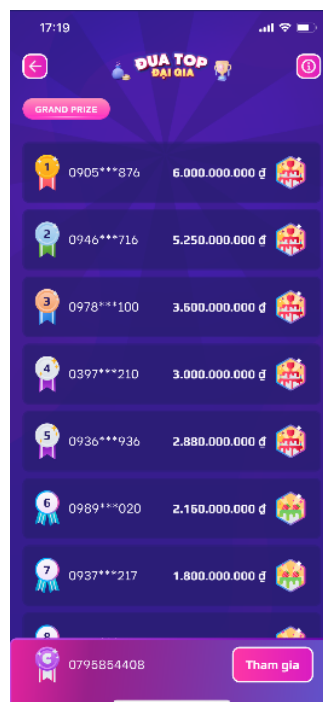 17:19
ĐUA TOP
ĐẠI GIA
GRAND PRIZE
1 0905***876 6.000.000.000 ₫
2 0946***716 5.250.000.000 ₫
3 0978***100 3.600.000.000 ₫
4 0397***210 3.000.000.000 ₫
5 0936***936 2.880.000.000 ₫
6 0989***020 2.160.000.000 ₫
7 0937***217 1.800.000.000 ₫
8
0795854408 Tham gia